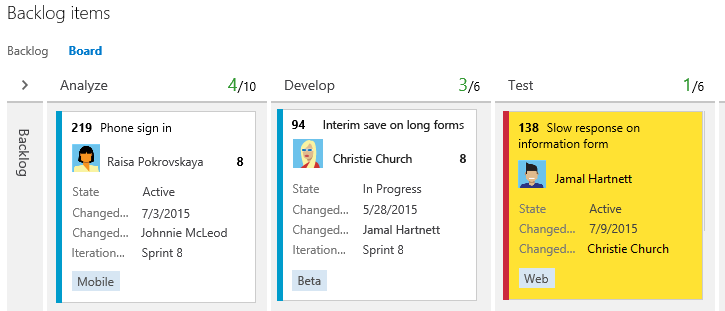 Backlog items
Backlog Board
Analyze 4/10
Develop 3/6
Test 1/6
Backlog
219 Phone sign in
Raisa Pokrovskaya 8
State Active
Changed... 7/3/2015
Changed... Johnnie McLeod
Iteration... Sprint 8
Mobile
94 Interim save on long forms
Christie Church 8
State In Progress
Changed... 5/28/2015
Changed... Jamal Hartnett
Iteration... Sprint 8
Beta
138 Slow response on
information form
Jamal Hartnett
State Active
Changed... 7/9/2015
Changed... Christie Church
Web